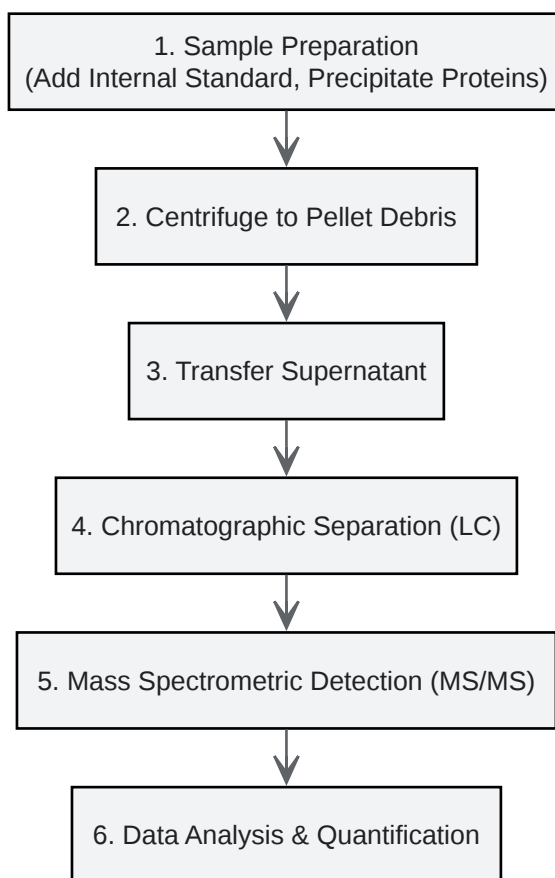 1. Sample Preparation
(Add Internal Standard, Precipitate Proteins)
2. Centrifuge to Pellet Debris
3. Transfer Supernatant
4. Chromatographic Separation (LC)
5. Mass Spectrometric Detection (MS/MS)
6. Data Analysis & Quantification